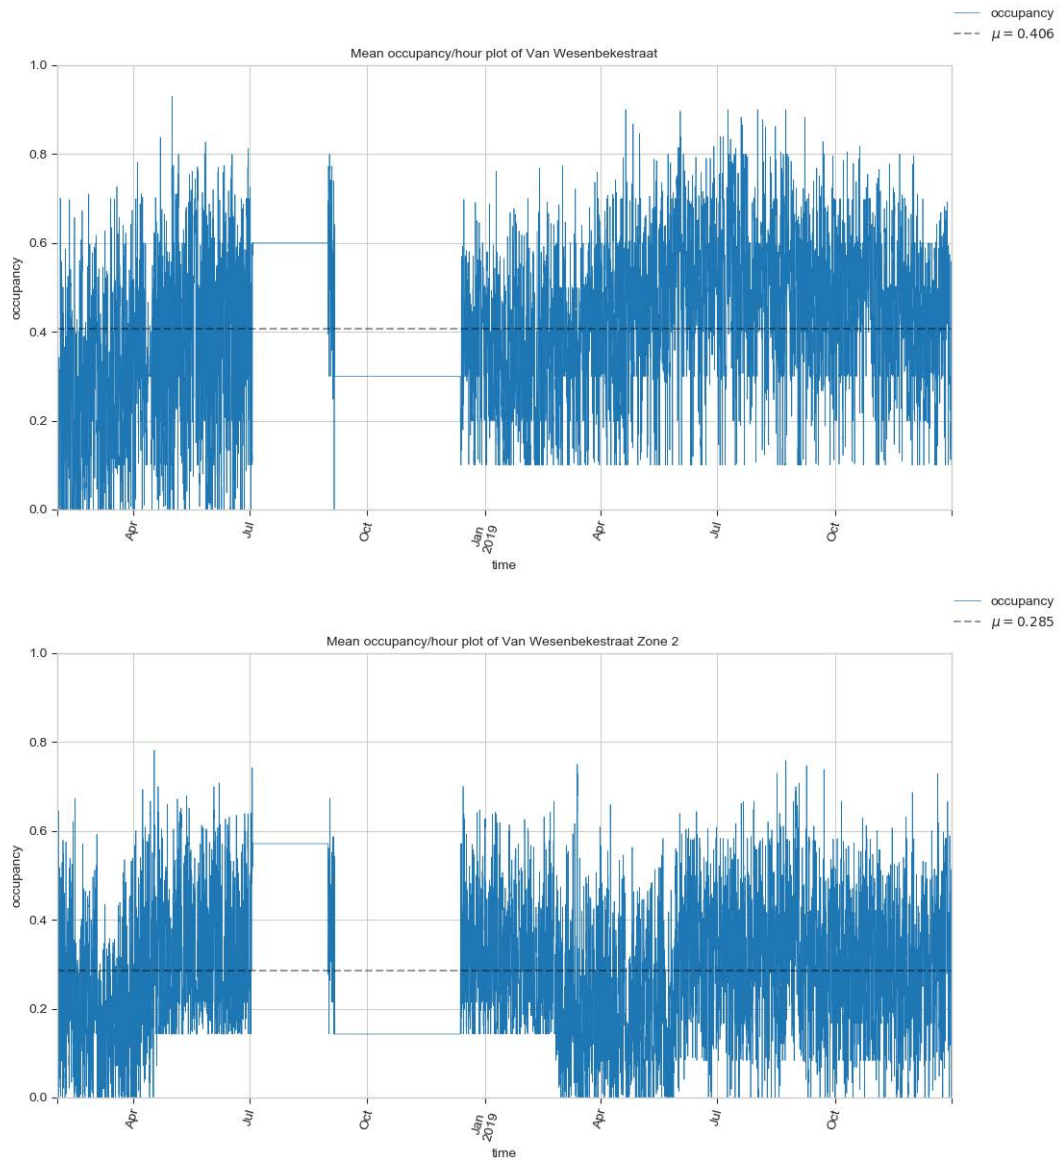 occupancy
μ = 0.406
Mean occupancy/hour plot of Van Wesenbekestraat
1.0
0.8
0.6
0.4
0.2
0.0
occupancy
Apr
Jul
Oct
Jan
2019
Apr
Jul
Oct
time
occupancy
μ = 0.285
Mean occupancy/hour plot of Van Wesenbekestraat Zone 2
1.0
0.8
0.6
0.4
0.2
0.0
occupancy
Apr
Jul
Oct
Jan
2019
Apr
Jul
Oct
time